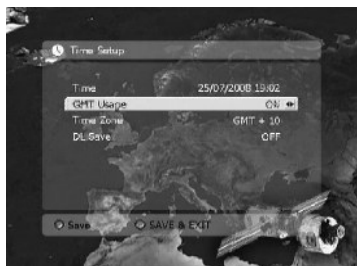 Time Setup
Time 25/07/2008 19:02
GMT Usage ON
Time Zone GMT + 10
DL Save OFF
Save SAVE & EXIT